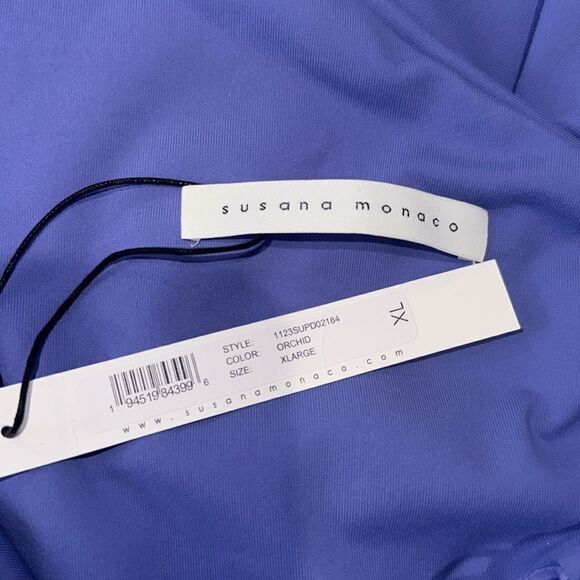 susana monaco
STYLE: 1123SUPD02184
COLOR: ORCHID
SIZE: XLARGE
XL
1 94519 84399 6
www.susanamonaco.com